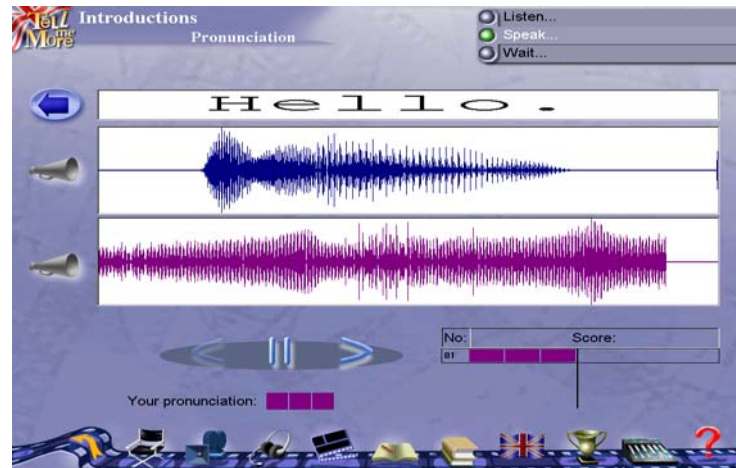 TeLL me More
Introductions
Pronunciation
Listen...
Speak...
Wait...
Hello.
No: Score:
01
Your pronunciation:
?